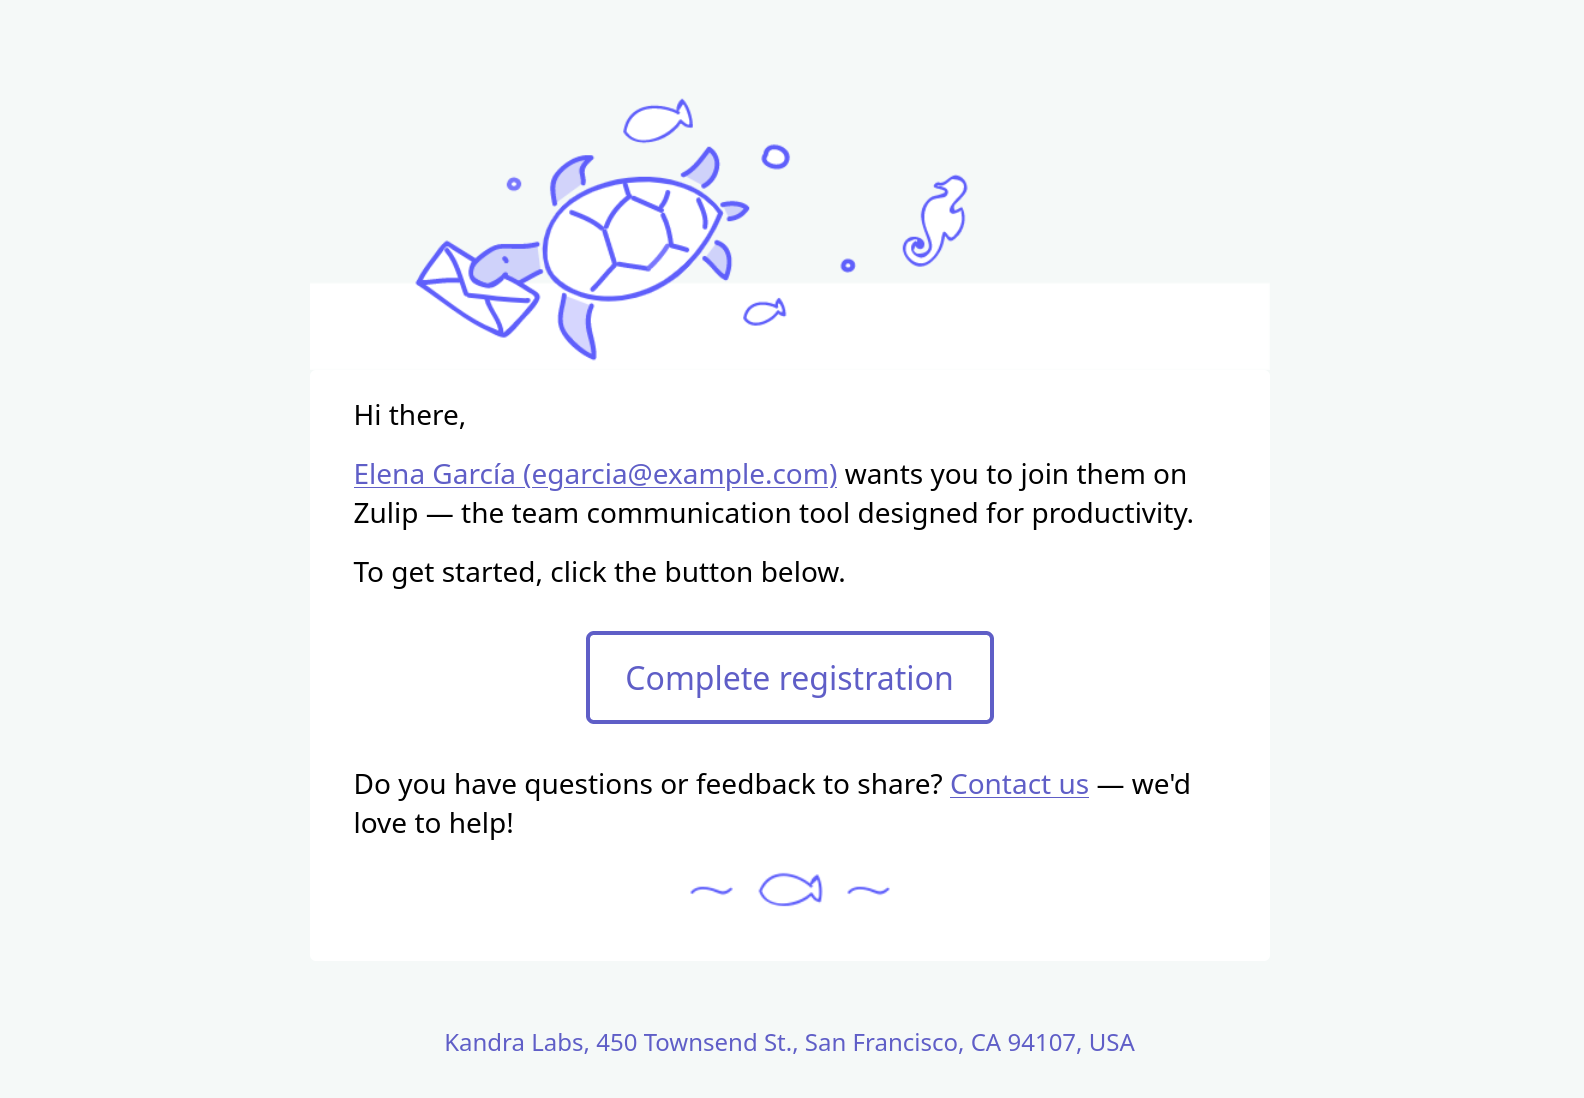 Hi there,
Elena García (egarcia@example.com) wants you to join them on
Zulip — the team communication tool designed for productivity.
To get started, click the button below.
Complete registration
Do you have questions or feedback to share? Contact us — we'd
love to help!
Kandra Labs, 450 Townsend St., San Francisco, CA 94107, USA